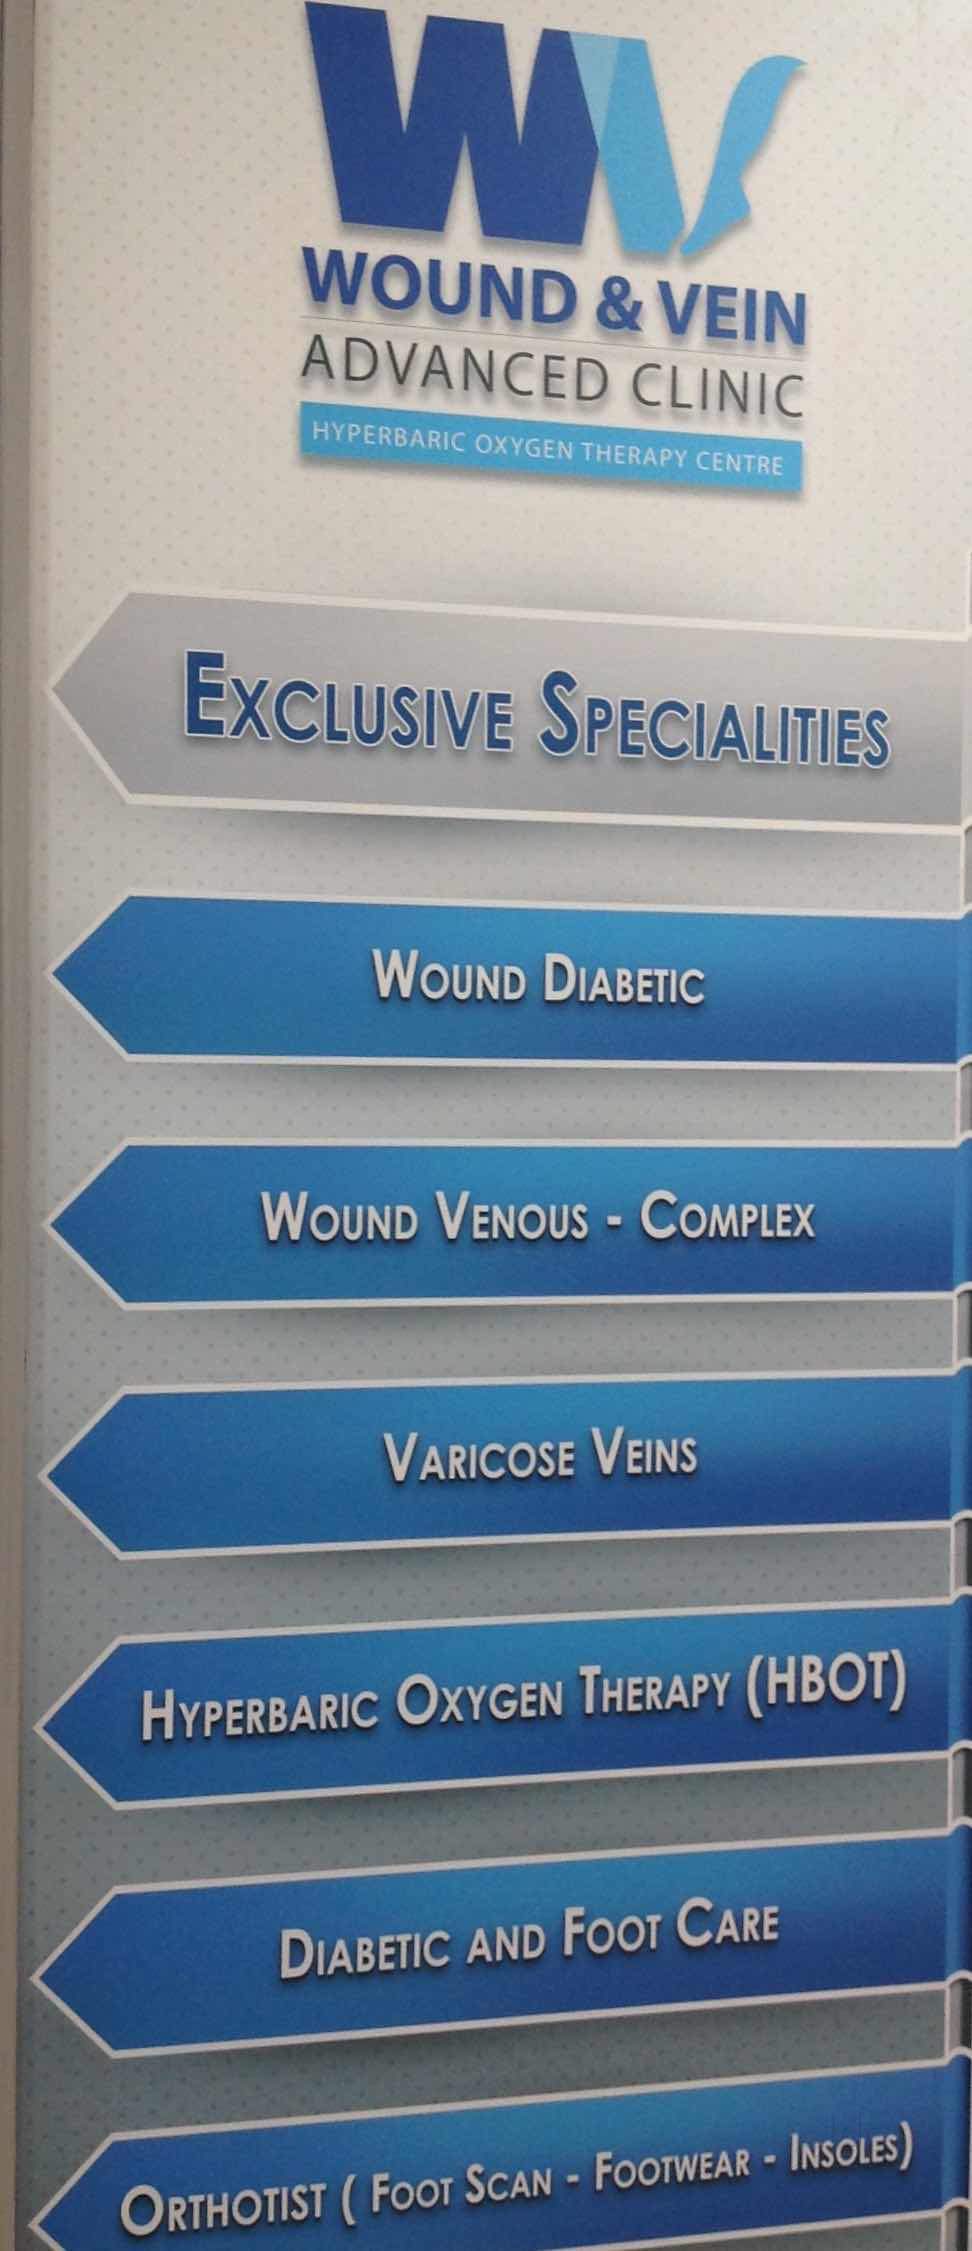 WV
WOUND & VEIN
ADVANCED CLINIC
HYPERBARIC OXYGEN THERAPY CENTRE
EXCLUSIVE SPECIALITIES
WOUND DIABETIC
WOUND VENOUS - COMPLEX
VARICOSE VEINS
HYPERBARIC OXYGEN THERAPY (HBOT)
DIABETIC AND FOOT CARE
ORTHOTIST ( FOOT SCAN - FOOTWEAR - INSOLES)